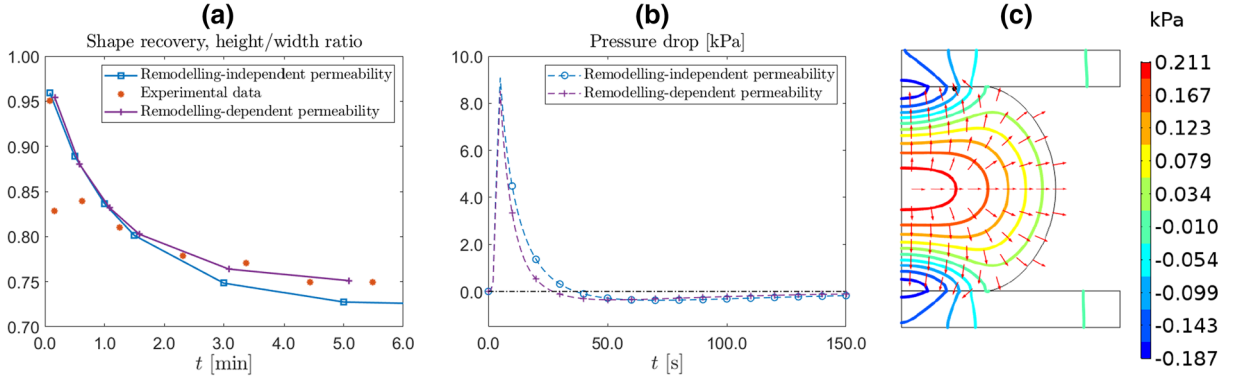 (a)
Shape recovery, height/width ratio
1.00
0.95
0.90
0.85
0.80
0.75
0.70
Remodelling-independent permeability
Experimental data
Remodelling-dependent permeability
0.0 1.0 2.0 3.0 4.0 5.0 6.0
t [min]
(b)
Pressure drop [kPa]
10.0
8.0
6.0
4.0
2.0
0.0
Remodelling-independent permeability
Remodelling-dependent permeability
0.0 50.0 100.0 150.0
t [s]
(c)
kPa
0.211
0.167
0.123
0.079
0.034
-0.010
-0.054
-0.099
-0.143
-0.187